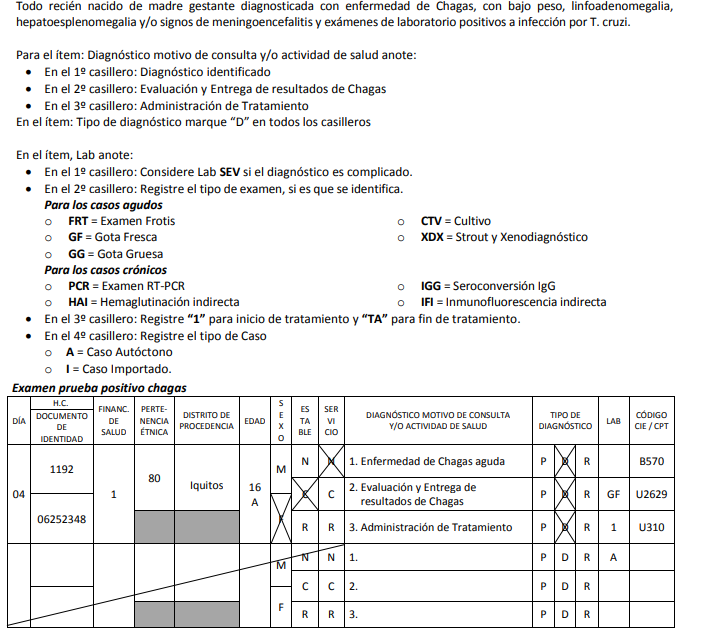 Todo recién nacido de madre gestante diagnosticada con enfermedad de Chagas, con bajo peso, linfoadenomegalia,
hepatoesplenomegalia y/o signos de meningoencefalitis y exámenes de laboratorio positivos a infección por T. cruzi.
Para el ítem: Diagnóstico motivo de consulta y/o actividad de salud anote:
• En el 1º casillero: Diagnóstico identificado
• En el 2º casillero: Evaluación y Entrega de resultados de Chagas
• En el 3º casillero: Administración de Tratamiento
En el ítem: Tipo de diagnóstico marque “D” en todos los casilleros
En el ítem, Lab anote:
• En el 1º casillero: Considere Lab SEV si el diagnóstico es complicado.
• En el 2º casillero: Registre el tipo de examen, si es que se identifica.
Para los casos agudos
o FRT = Examen Frotis
o CTV = Cultivo
o GF = Gota Fresca
o XDX = Strout y Xenodiagnóstico
o GG = Gota Gruesa
Para los casos crónicos
o PCR = Examen RT-PCR
o IGG = Seroconversión IgG
o HAI = Hemaglutinación indirecta
o IFI = Inmunofluorescencia indirecta
• En el 3º casillero: Registre “1” para inicio de tratamiento y “TA” para fin de tratamiento.
• En el 4º casillero: Registre el tipo de Caso
o A = Caso Autóctono
o I = Caso Importado.
Examen prueba positivo chagas
DÍA
H.C.
DOCUMENTO
DE
IDENTIDAD
FINANC.
DE
SALUD
PERTE-
NENCIA
ÉTNICA
DISTRITO DE
PROCEDENCIA
EDAD
S
E
X
O
ES
TA
BLE
SER
VI
CIO
DIAGNÓSTICO MOTIVO DE CONSULTA
Y/O ACTIVIDAD DE SALUD
TIPO DE
DIAGNÓSTICO
LAB
CÓDIGO
CIE / CPT
04
1192
06252348
1
80
Iquitos
16
A
M
F
N N 1. Enfermedad de Chagas aguda P D R B570
C C 2. Evaluación y Entrega de
resultados de Chagas P D R GF U2629
R R 3. Administración de Tratamiento P D R 1 U310
M
F
N N 1. P D R A
C C 2. P D R
R R 3. P D R